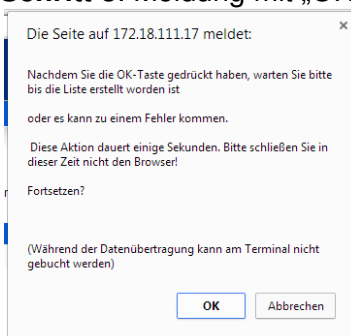 Meldung mit
Die Seite auf 172.18.111.17 meldet:
Nachdem Sie die OK-Taste gedrückt haben, warten Sie bitte
bis die Liste erstellt worden ist
oder es kann zu einem Fehler kommen.
Diese Aktion dauert einige Sekunden. Bitte schließen Sie in
dieser Zeit nicht den Browser!
Fortsetzen?
(Während der Datenübertragung kann am Terminal nicht
gebucht werden)
OK
Abbrechen